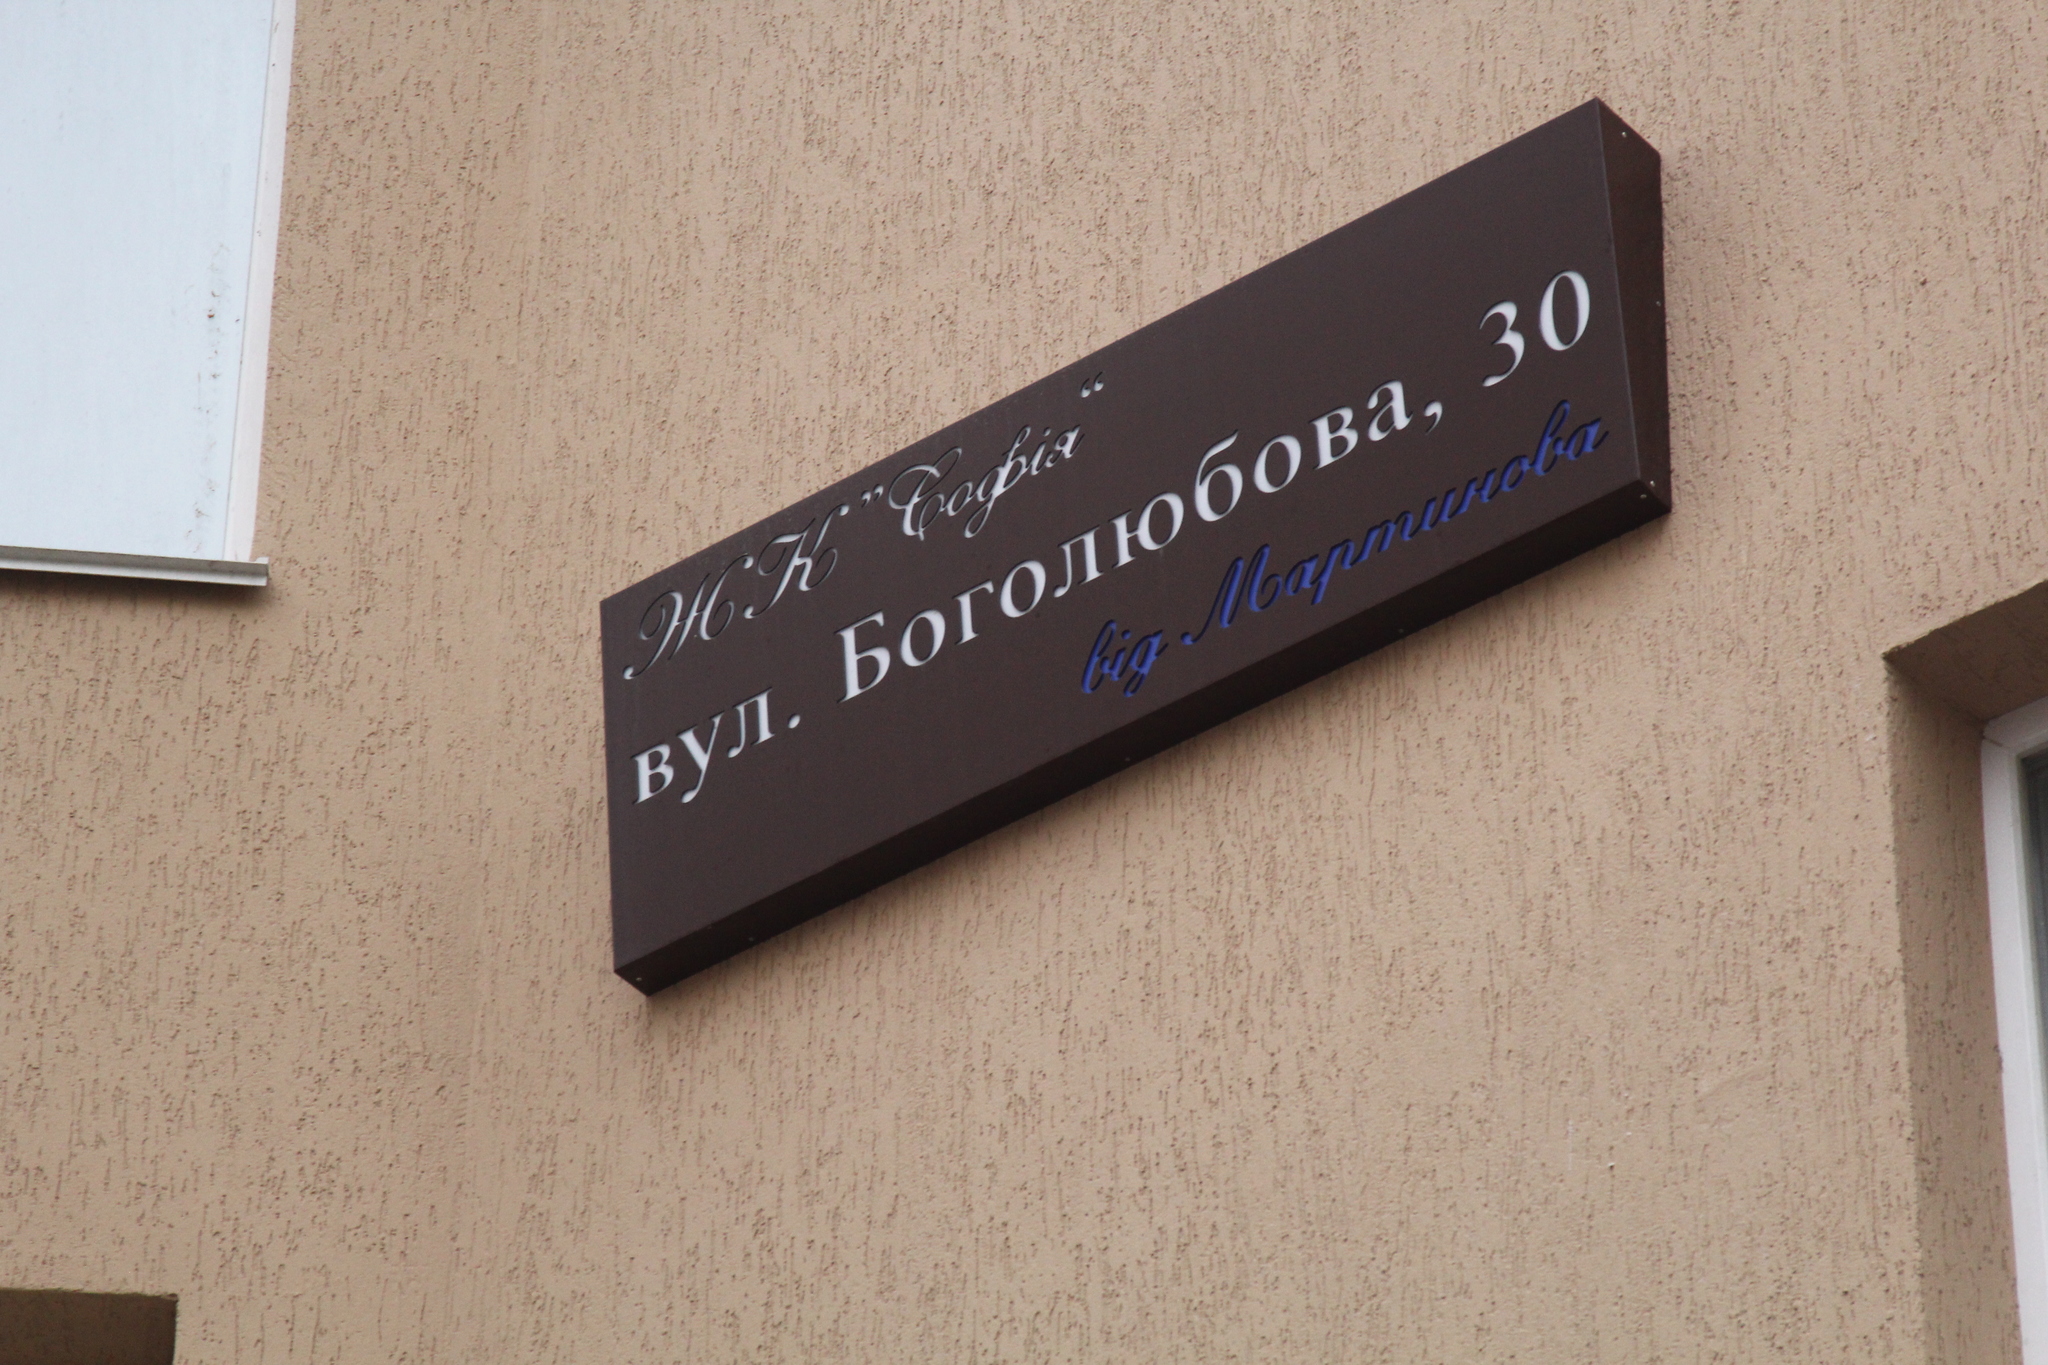 ЖК "Софія"
вул. Боголюбова, 30
від Мартинова